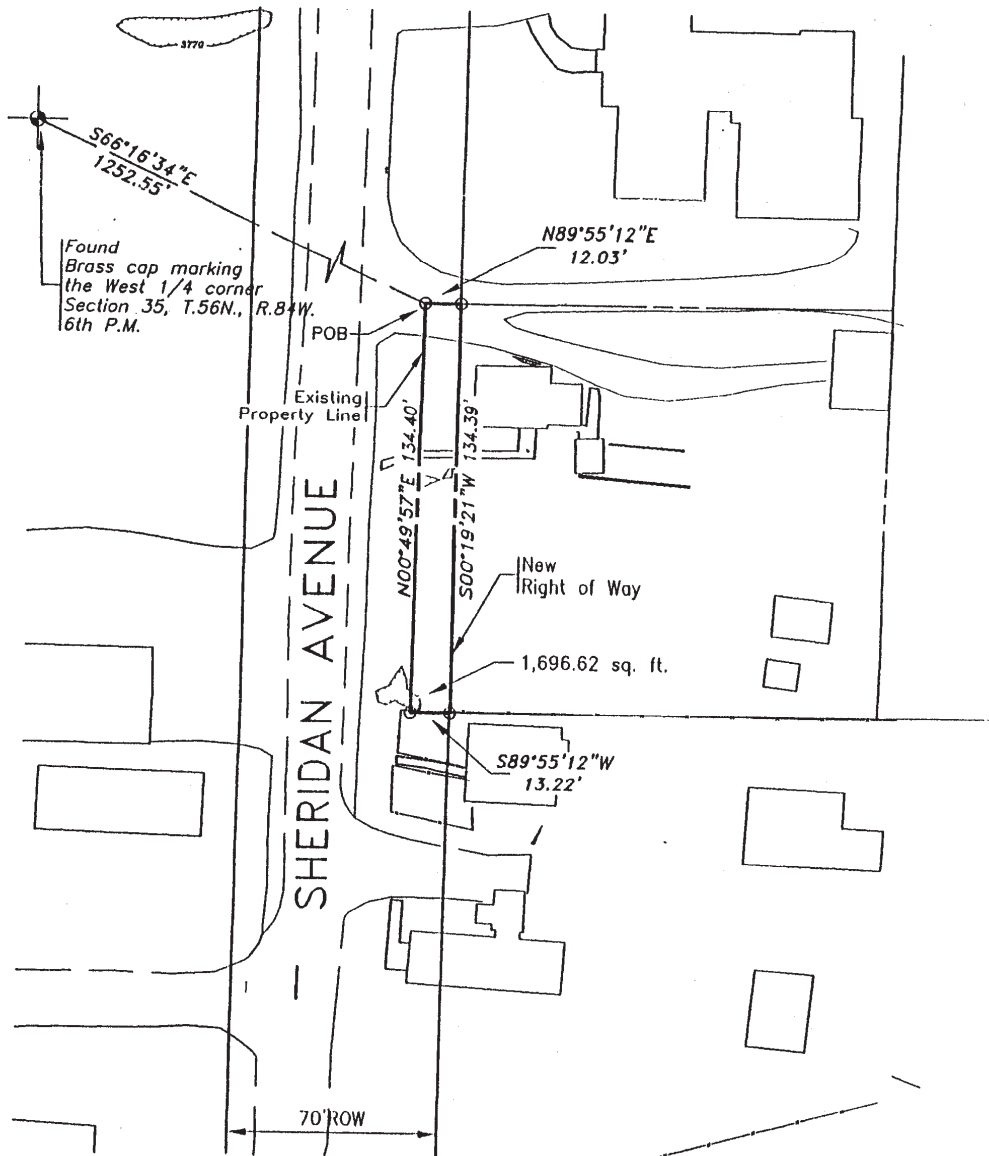 3770
S66°16'34"E
1252.55'
Found
Brass cap marking
the West 1/4 corner
Section 35, T.56N., R.84W.
6th P.M.
N89°55'12"E
12.03'
POB
Existing
Property Line
N00°49'57"E 134.40'
S00°19'21"W 134.39'
SHERIDAN AVENUE
New
Right of Way
1,696.62 sq. ft.
S89°55'12"W
13.22'
70'ROW